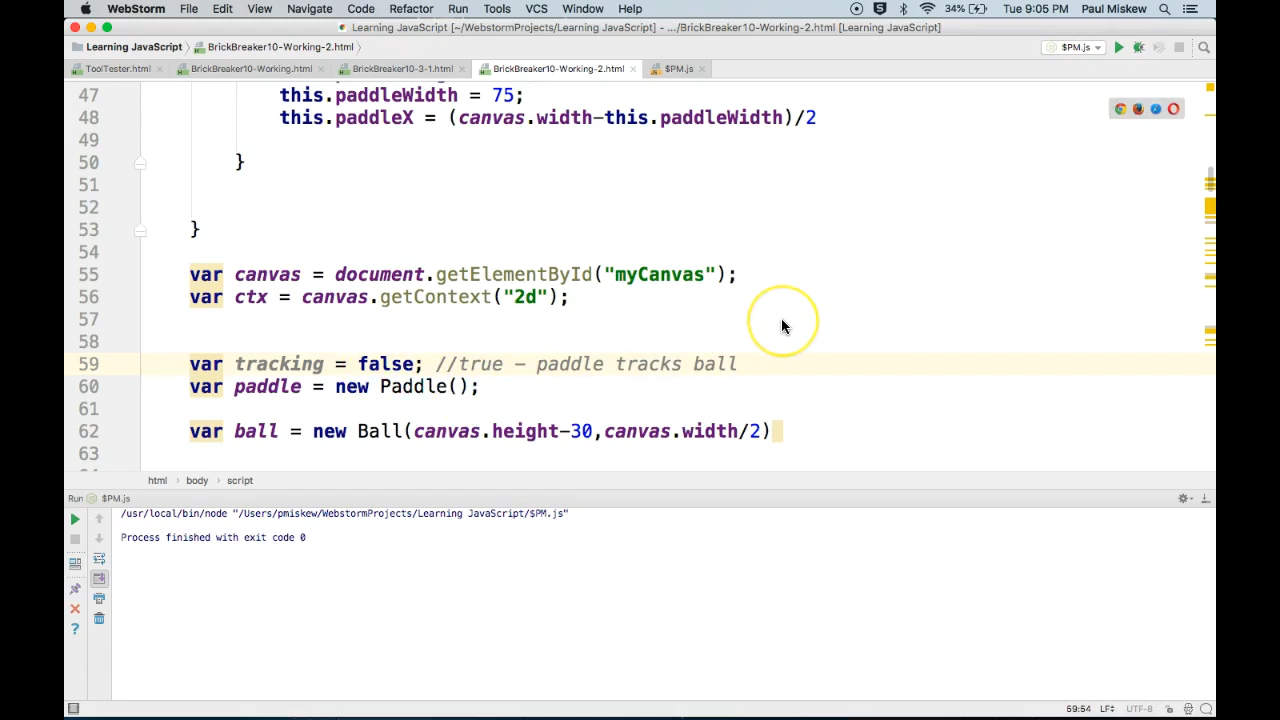 WebStorm File Edit View Navigate Code Refactor Run Tools VCS Window Help 34% Tue 9:05 PM Paul Miskew
Learning JavaScript [~/WebstormProjects/Learning JavaScript] - .../BrickBreaker10-Working-2.html [Learning JavaScript]
Learning JavaScript BrickBreaker10-Working-2.html $PM.js
ToolTester.html BrickBreaker10-Working.html BrickBreaker10-3-1.html BrickBreaker10-Working-2.html $PM.js
47 this.paddleWidth = 75;
48 this.paddleX = (canvas.width-this.paddleWidth)/2
49
50 }
51
52
53 }
54
55 var canvas = document.getElementById("myCanvas");
56 var ctx = canvas.getContext("2d");
57
58
59 var tracking = false; //true - paddle tracks ball
60 var paddle = new Paddle();
61
62 var ball = new Ball(canvas.height-30,canvas.width/2)
63
html body script
Run $PM.js
/usr/local/bin/node "/Users/pmiskew/WebstormProjects/Learning JavaScript/$PM.js"
Process finished with exit code 0
59:54 LF÷ UTF-8